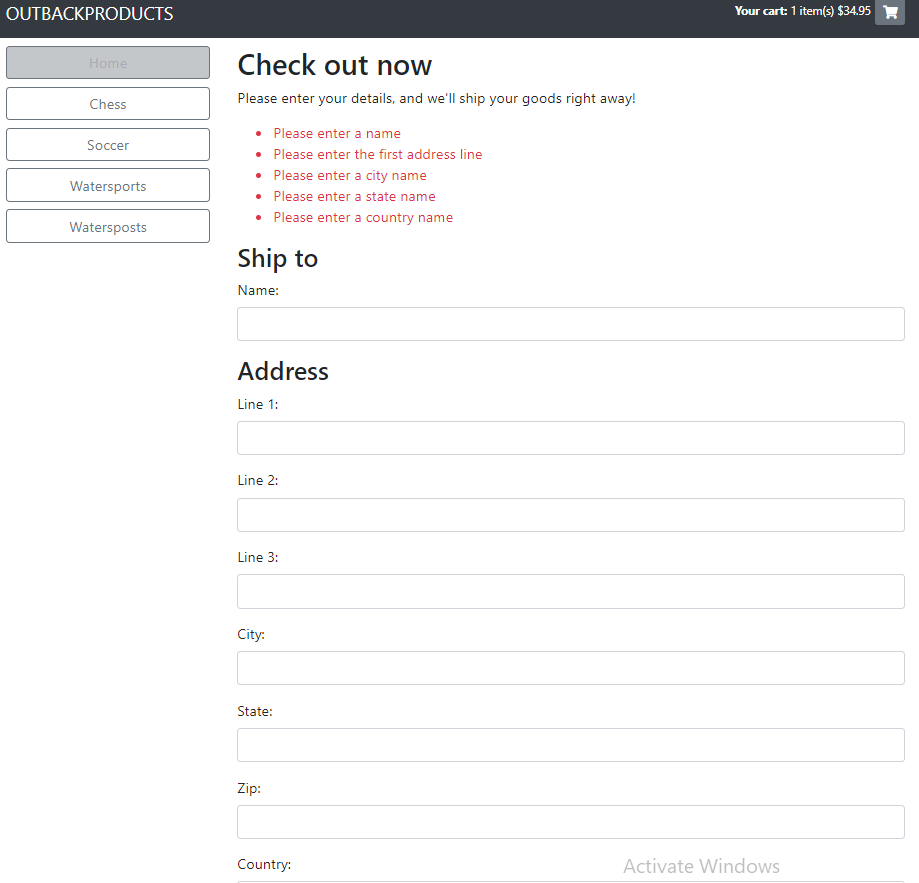 OUTBACKPRODUCTS
Your cart: 1 item(s) $34.95
Home
Chess
Soccer
Watersports
Watersposts
Check out now
Please enter your details, and we'll ship your goods right away!
Please enter a name
Please enter the first address line
Please enter a city name
Please enter a state name
Please enter a country name
Ship to
Name:
Address
Line 1:
Line 2:
Line 3:
City:
State:
Zip:
Country:
Activate Windows